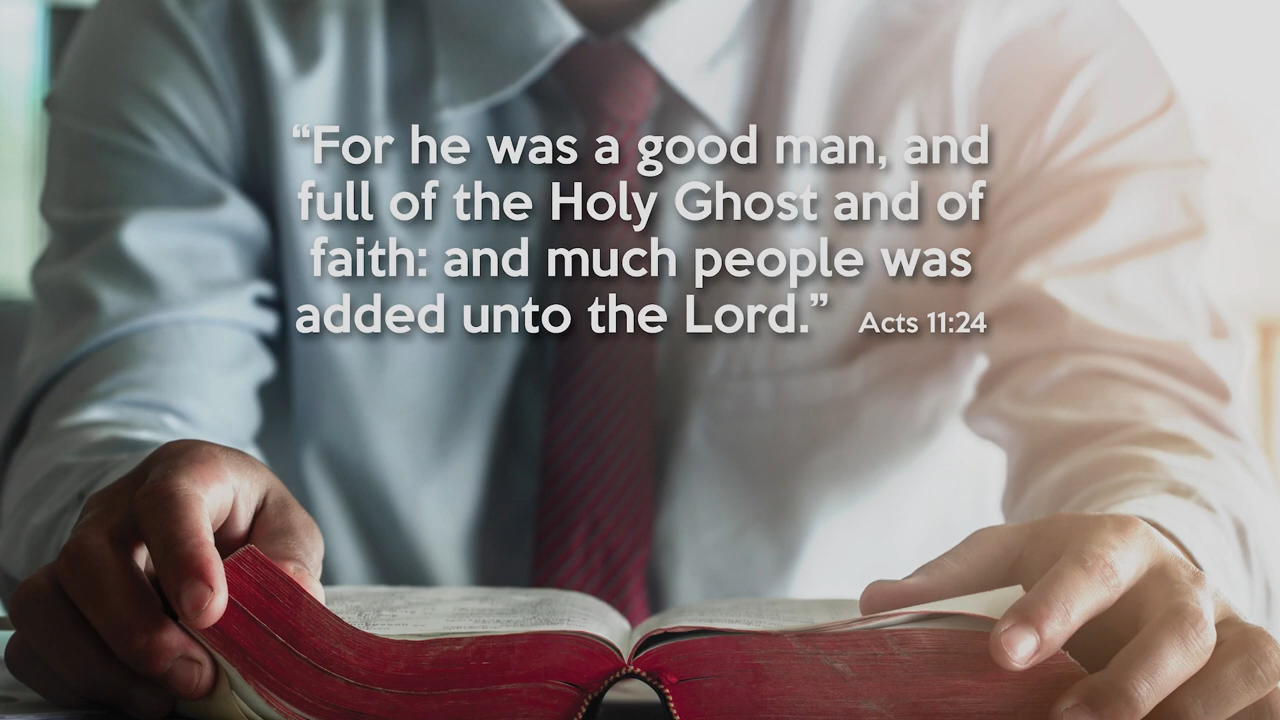 “For he was a good man, and
full of the Holy Ghost and of
faith: and much people was
added unto the Lord.” Acts 11:24